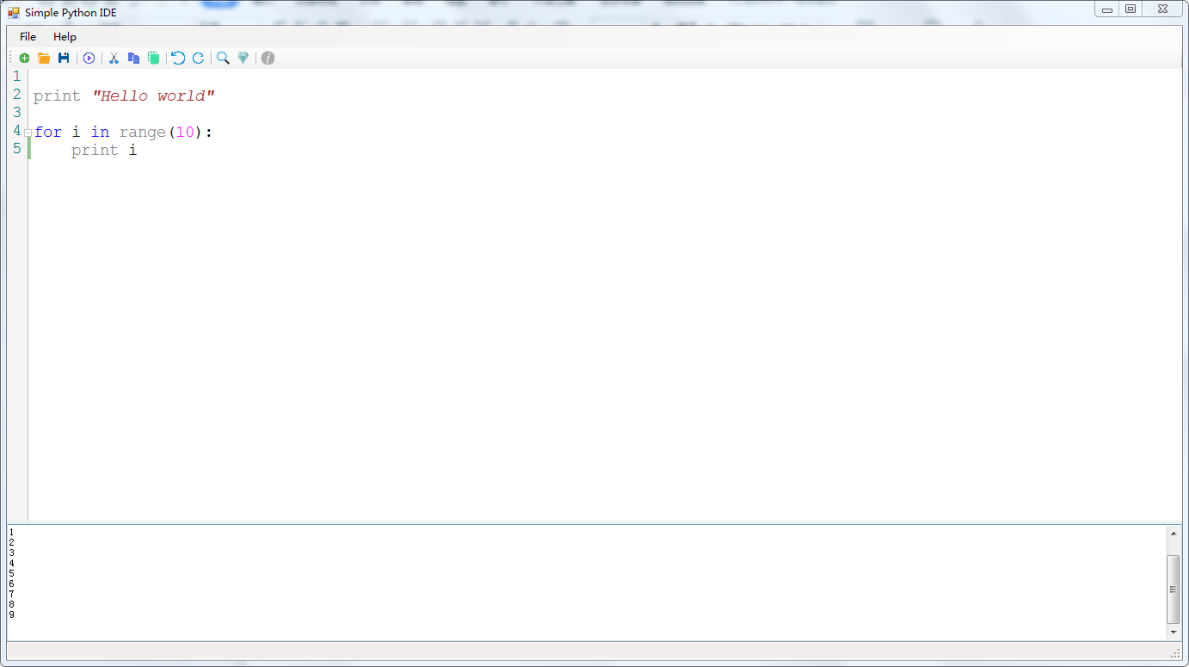 Simple Python IDE
File Help
1
2 print "Hello world"
3
4 for i in range(10):
5 print i
1
2
3
4
5
6
7
8
9